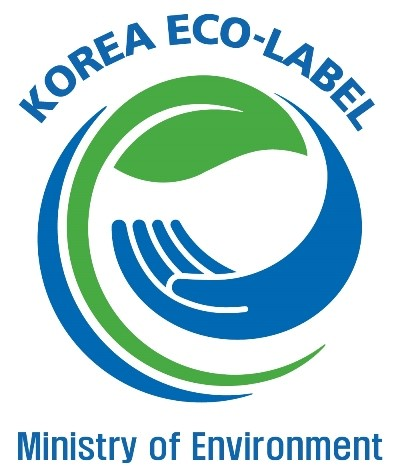 KOREA ECO-LABEL
Ministry of Environment